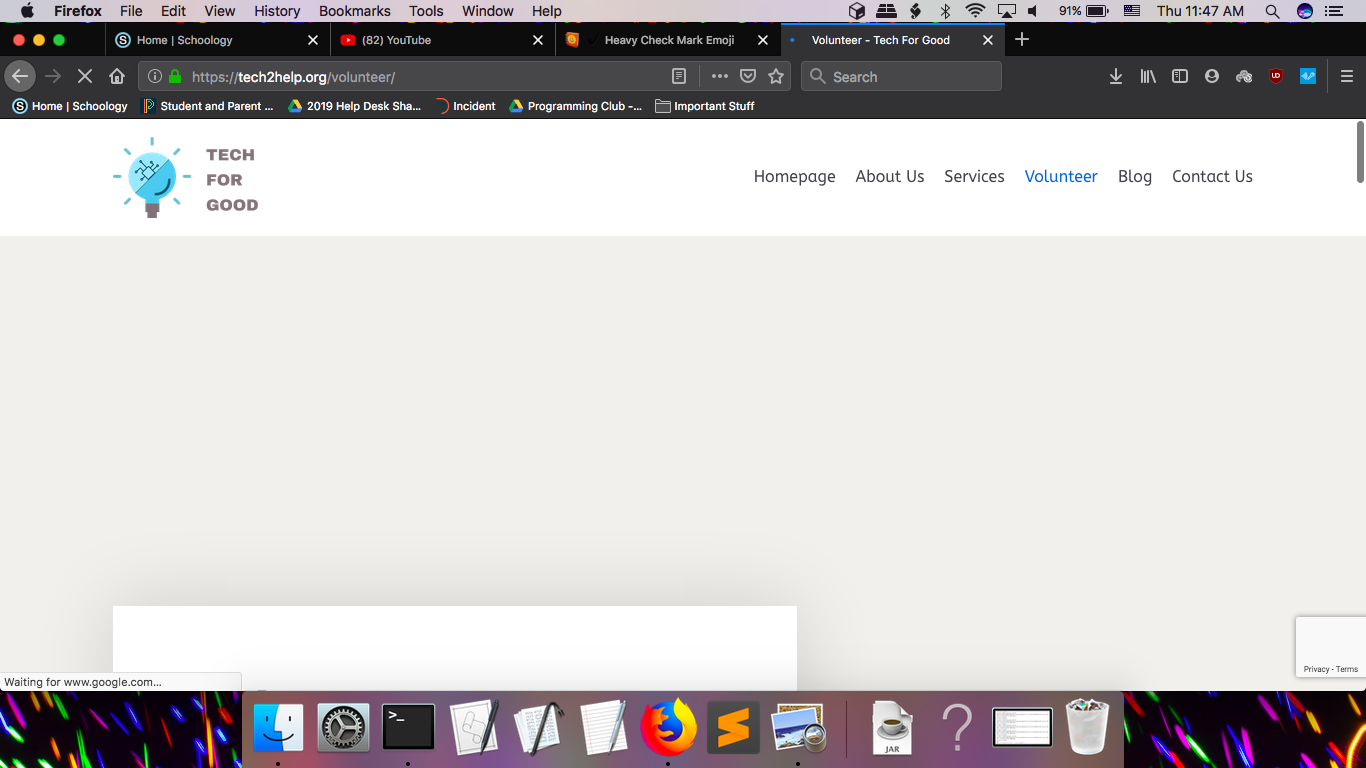 Firefox File Edit View History Bookmarks Tools Window Help 91% Thu 11:47 AM
Home | Schoology (82) YouTube Heavy Check Mark Emoji Volunteer - Tech For Good
https://tech2help.org/volunteer/ Search
Home | Schoology Student and Parent ... 2019 Help Desk Sha... Incident Programming Club -... Important Stuff
TECH
FOR
GOOD
Homepage About Us Services Volunteer Blog Contact Us
Privacy - Terms
Waiting for www.google.com...
>_
JAR